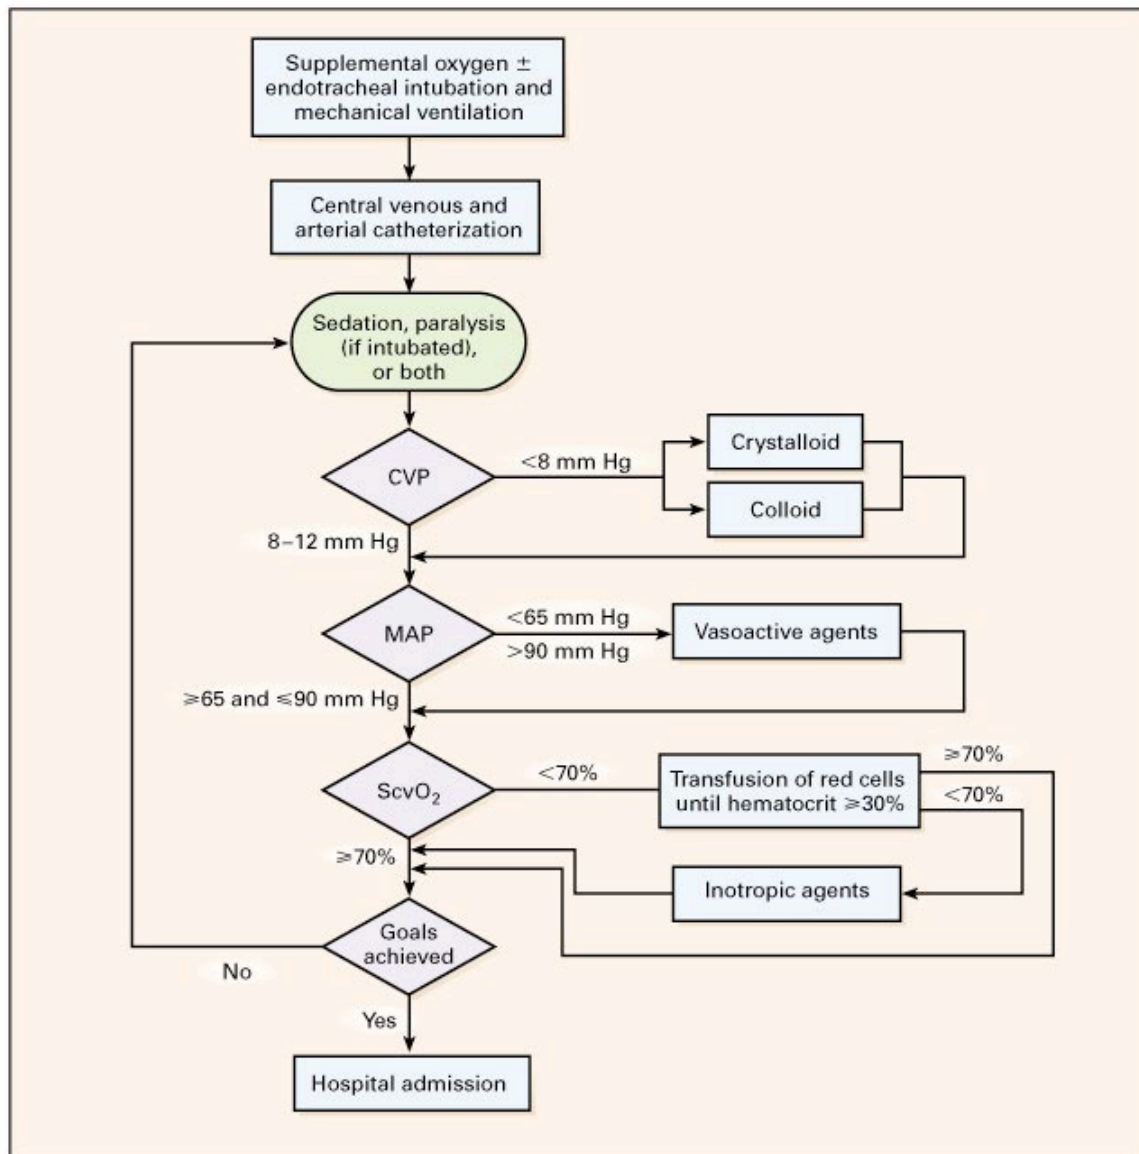 Supplemental oxygen ±
endotracheal intubation and
mechanical ventilation
Central venous and
arterial catheterization
Sedation, paralysis
(if intubated),
or both
CVP
<8 mm Hg
Crystalloid
Colloid
8–12 mm Hg
MAP
<65 mm Hg
>90 mm Hg
Vasoactive agents
⩾65 and ⩽90 mm Hg
ScvO₂
<70%
Transfusion of red cells
until hematocrit ⩾30%
⩾70%
<70%
⩾70%
Inotropic agents
Goals
achieved
No
Yes
Hospital admission